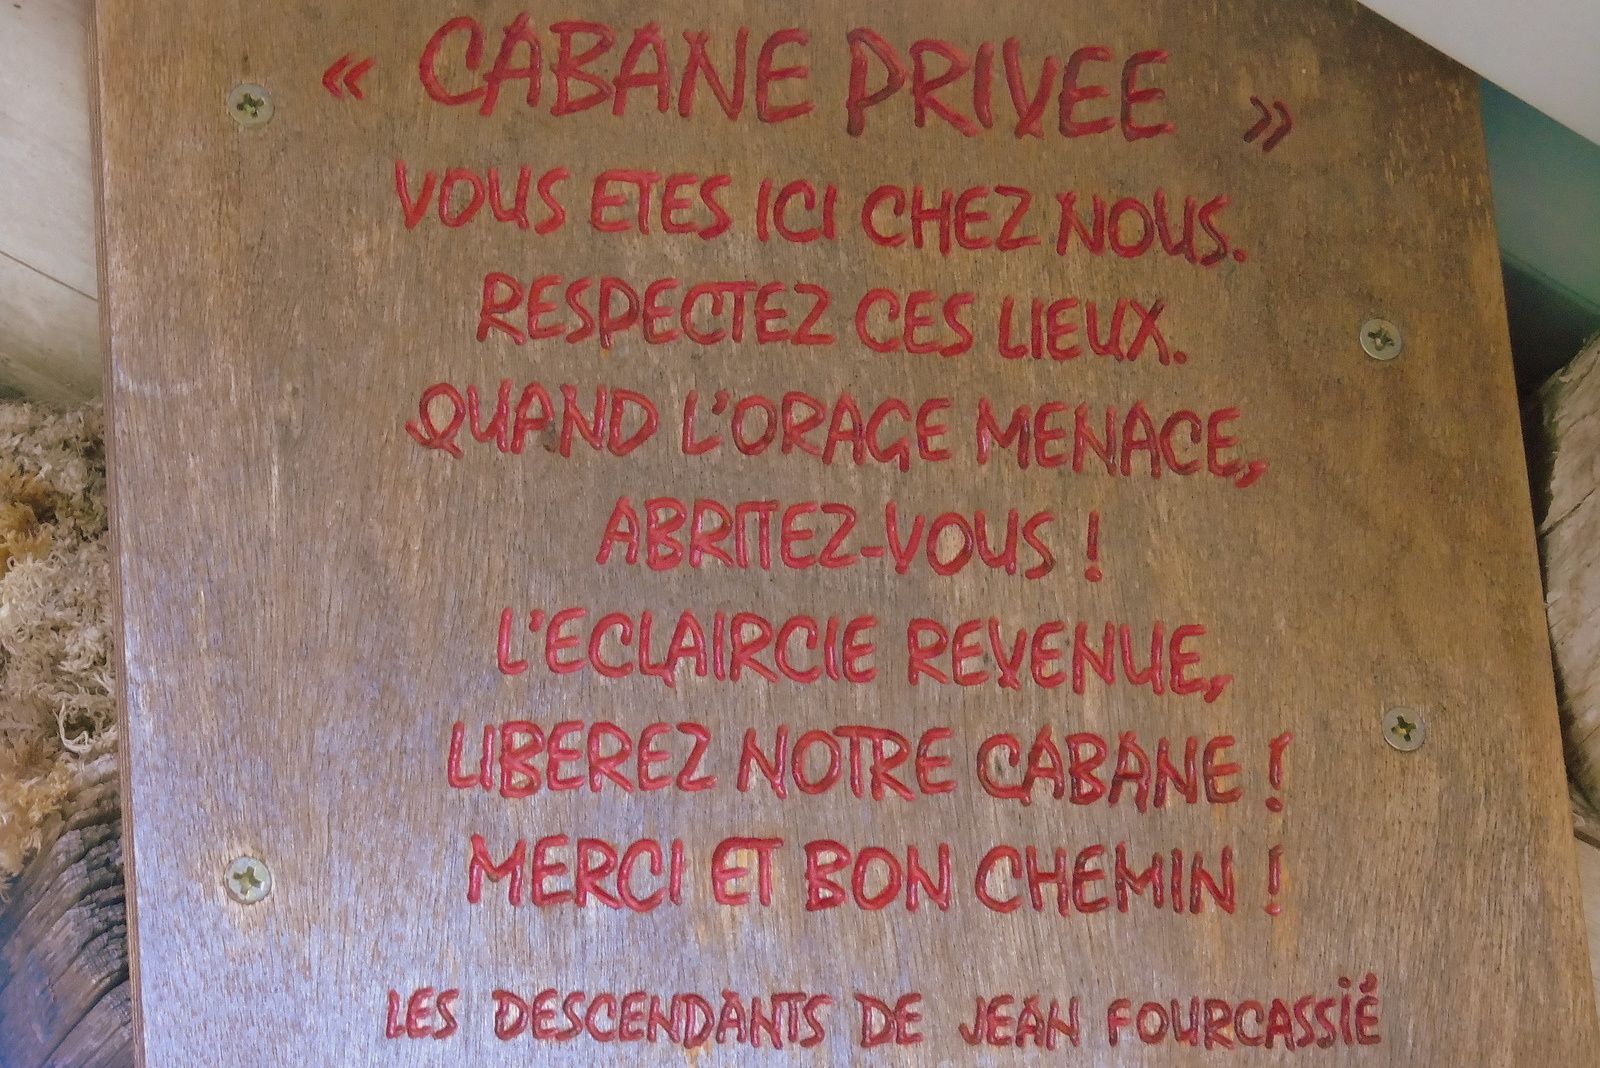 « CABANE PRIVEE »
VOUS ETES ICI CHEZ NOUS.
RESPECTEZ CES LIEUX.
QUAND L'ORAGE MENACE,
ABRITEZ-VOUS !
L'ECLAIRCIE REVENUE,
LIBEREZ NOTRE CABANE !
MERCI ET BON CHEMIN !
LES DESCENDANTS DE JEAN FOURCASSIÉ